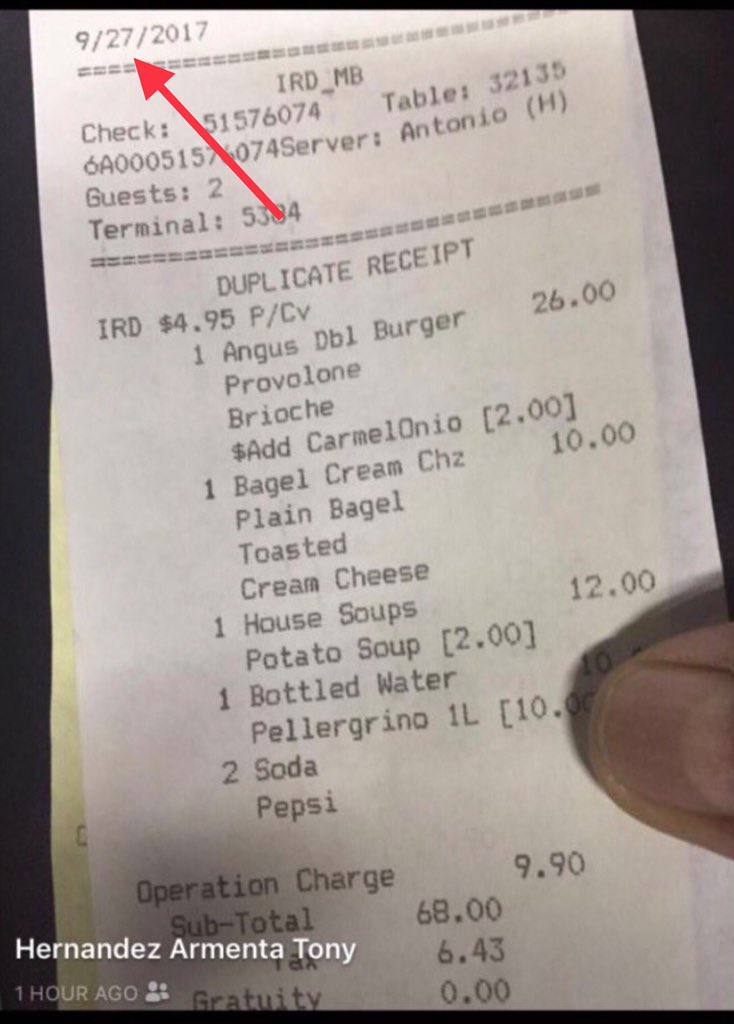 9/27/2017
================================
IRD_MB
Check: 51576074 Table: 32135
6A00051576074Server: Antonio (H)
Guests: 2
Terminal: 5384
================================
DUPLICATE RECEIPT
IRD $4.95 P/Cv
1 Angus Dbl Burger 26.00
Provolone
Brioche
$Add CarmelOnio [2.00]
1 Bagel Cream Chz 10.00
Plain Bagel
Toasted
Cream Cheese
1 House Soups 12.00
Potato Soup [2.00]
1 Bottled Water 10
Pellergrino 1L [10.00
2 Soda
Pepsi
Operation Charge 9.90
Sub-Total 68.00
Tax 6.43
Gratuity 0.00
Hernandez Armenta Tony
1 HOUR AGO